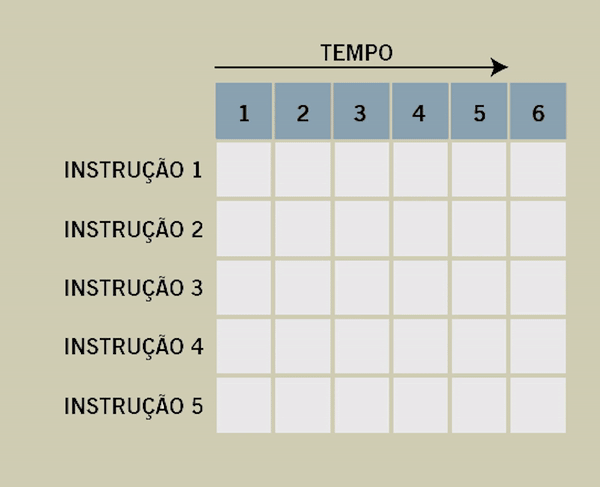 TEMPO
1 2 3 4 5 6
INSTRUÇÃO 1
INSTRUÇÃO 2
INSTRUÇÃO 3
INSTRUÇÃO 4
INSTRUÇÃO 5